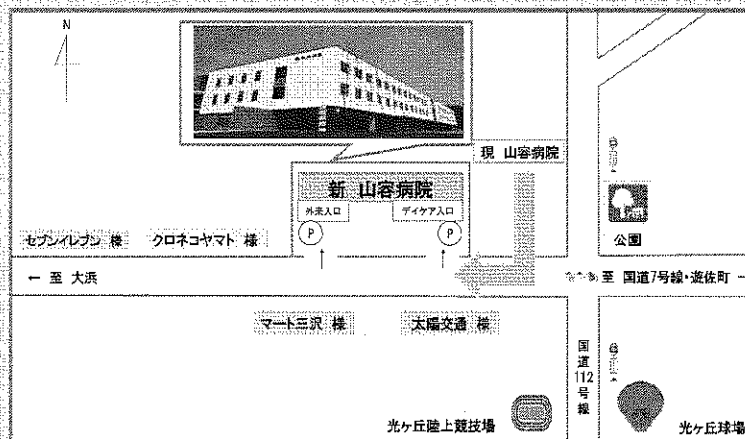 N
現 山容病院
新 山容病院
外来入口
デイケア入口
P
P
セブンイレブン 様
クロネコヤマト 様
公園
← 至 大浜
至 国道7号線・遊佐町
マート三沢 様
太陽交通 様
国道112号線
光ヶ丘陸上競技場
光ヶ丘球場